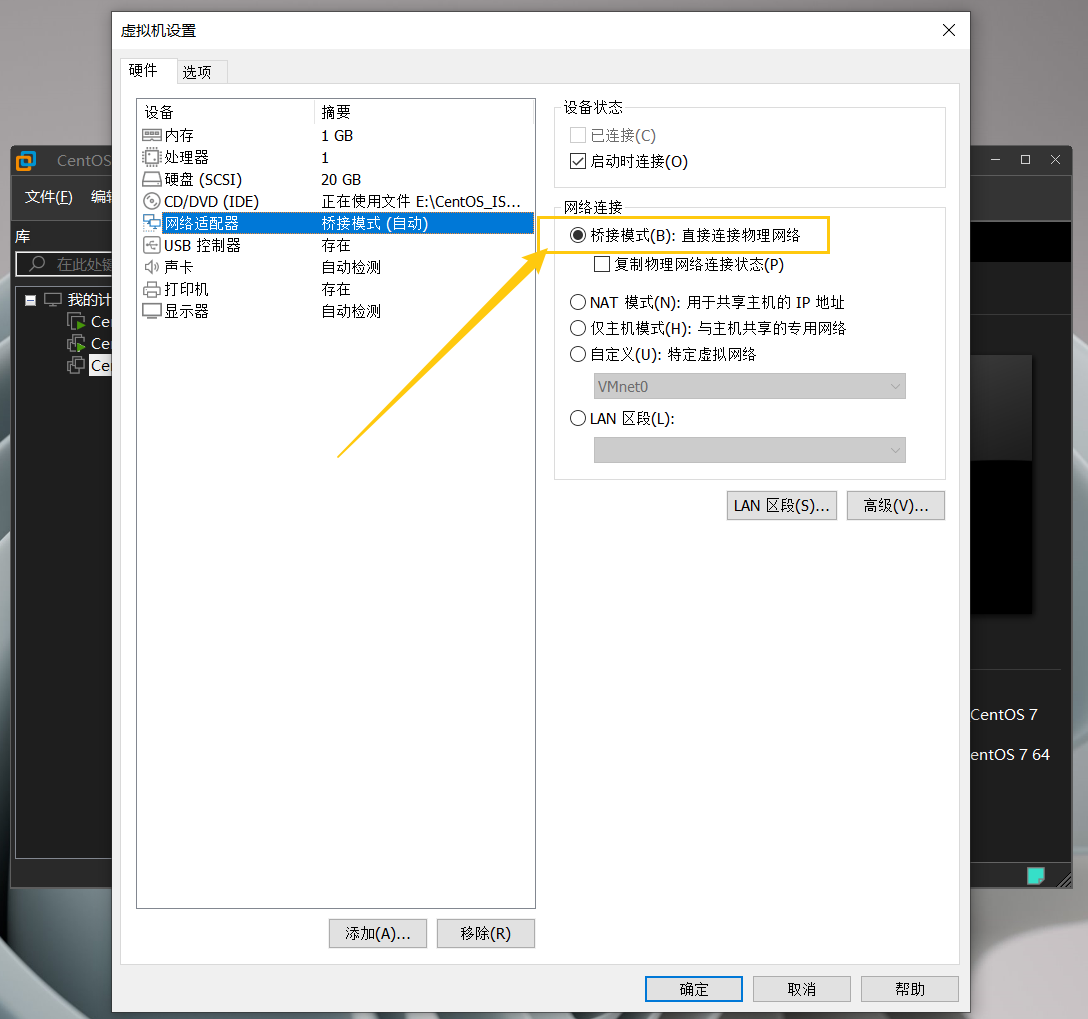 虚拟机设置
硬件
选项
设备 摘要
内存 1 GB
处理器 1
硬盘 (SCSI) 20 GB
CD/DVD (IDE) 正在使用文件 E:\CentOS_IS...
网络适配器 桥接模式 (自动)
USB 控制器 存在
声卡 自动检测
打印机 存在
显示器 自动检测
添加(A)...
移除(R)
设备状态
已连接(C)
启动时连接(O)
网络连接
桥接模式(B): 直接连接物理网络
复制物理网络连接状态(P)
NAT 模式(N): 用于共享主机的 IP 地址
仅主机模式(H): 与主机共享的专用网络
自定义(U): 特定虚拟网络
VMnet0
LAN 区段(L):
LAN 区段(S)...
高级(V)...
确定
取消
帮助
CentOS
文件(F) 编辑
库
在此处键
我的计
Ce
Ce
Ce
CentOS 7
entOS 7 64